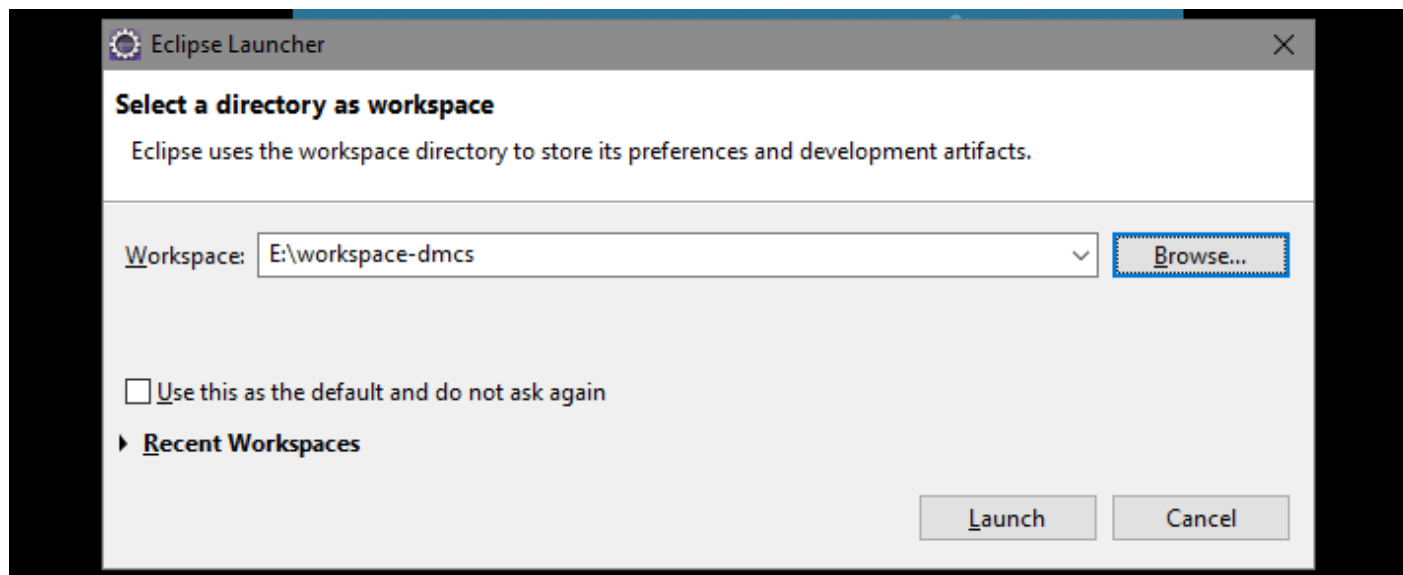 Eclipse Launcher
Select a directory as workspace
Eclipse uses the workspace directory to store its preferences and development artifacts.
Workspace: E:\workspace-dmcs Browse...
Use this as the default and do not ask again
Recent Workspaces
Launch Cancel